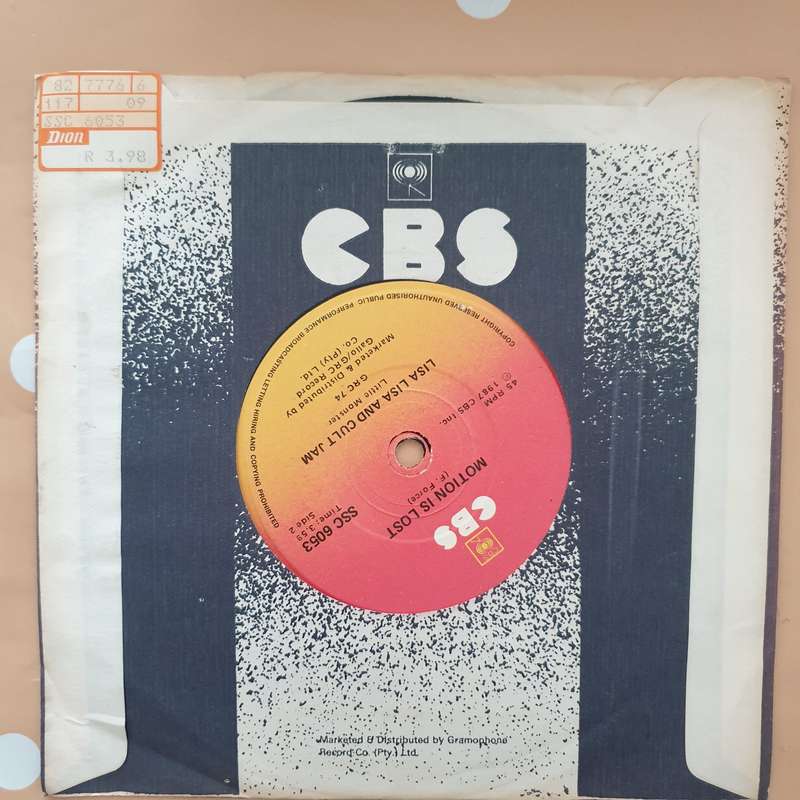 82 7776 6
117 09
SSC 6053
Dion
R 3.98
CBS
COPYRIGHT RESERVED UNAUTHORISED PUBLIC PERFORMANCE BROADCASTING LETTING HIRING AND COPYING PROHIBITED
CBS
MOTION IS LOST
(F. Force)
SSC 6053
Time: 3.59
Side 2
45 RPM
℗ 1987 CBS Inc.
LISA LISA AND CULT JAM
Little Monster
GRC 74
Marketed & Distributed by
Gallo/GRC Record
Co. (Pty) Ltd.
Marketed & Distributed by Gramophone
Record Co. (Pty.) Ltd.